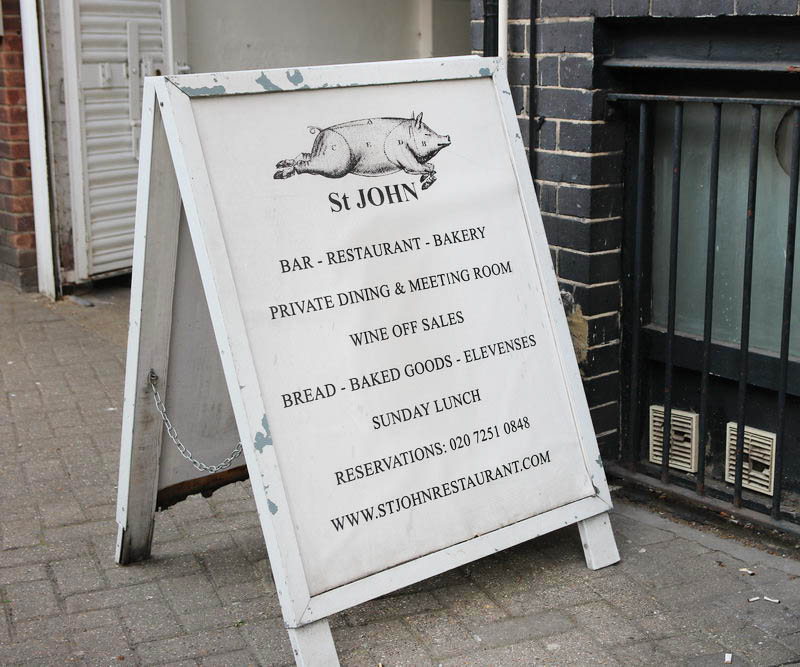 St JOHN
BAR - RESTAURANT - BAKERY
PRIVATE DINING & MEETING ROOM
WINE OFF SALES
BREAD - BAKED GOODS - ELEVENSES
SUNDAY LUNCH
RESERVATIONS: 020 7251 0848
WWW.STJOHNRESTAURANT.COM